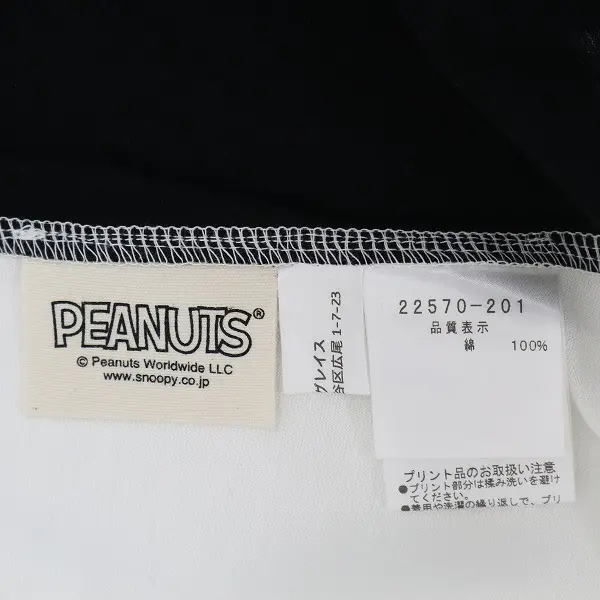 PEANUTS®
© Peanuts Worldwide LLC
www.snoopy.co.jp
グレイス
谷区広尾 1-7-23
22570-201
品質表示
綿 100%
プリント品のお取扱い注意
●プリント部分は揉み洗いを避け
てください。
●着用や洗濯の繰り返しで、プリ